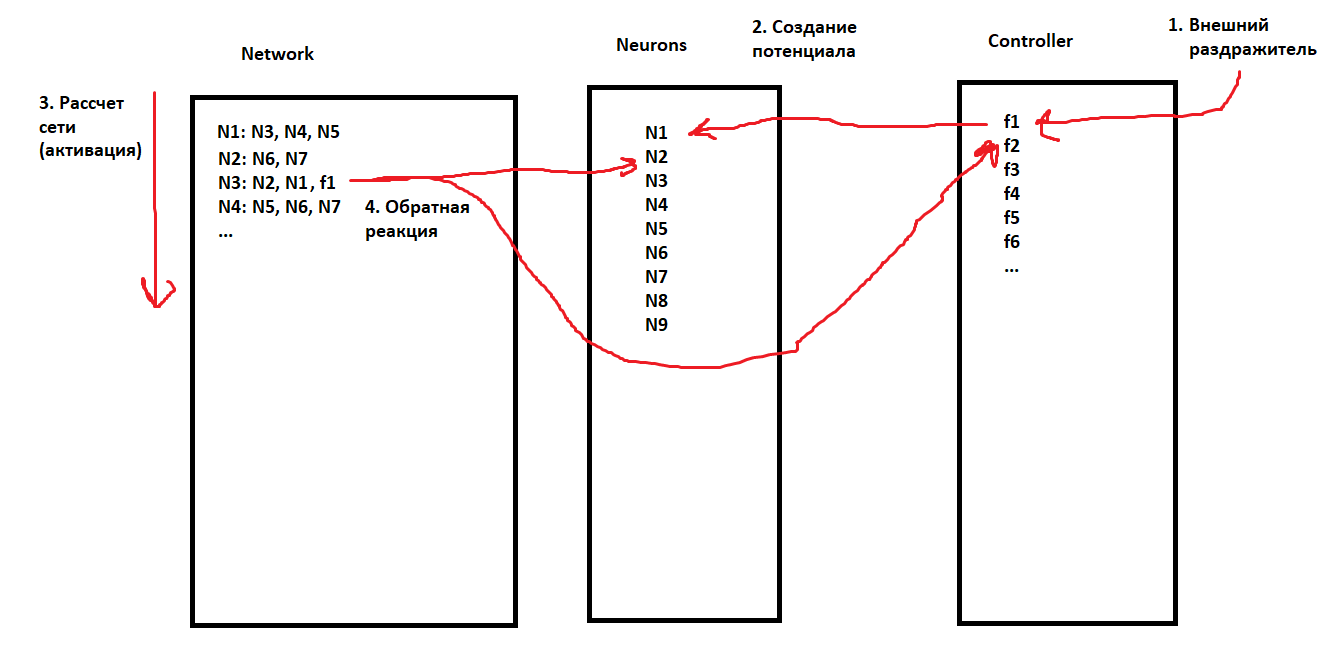 Network
Neurons
2. Создание
потенциала
Controller
1. Внешний
раздражитель
3. Рассчет
сети
(активация)
N1: N3, N4, N5
N2: N6, N7
N3: N2, N1, f1
N4: N5, N6, N7
...
4. Обратная
реакция
N1
N2
N3
N4
N5
N6
N7
N8
N9
f1
f2
f3
f4
f5
f6
...